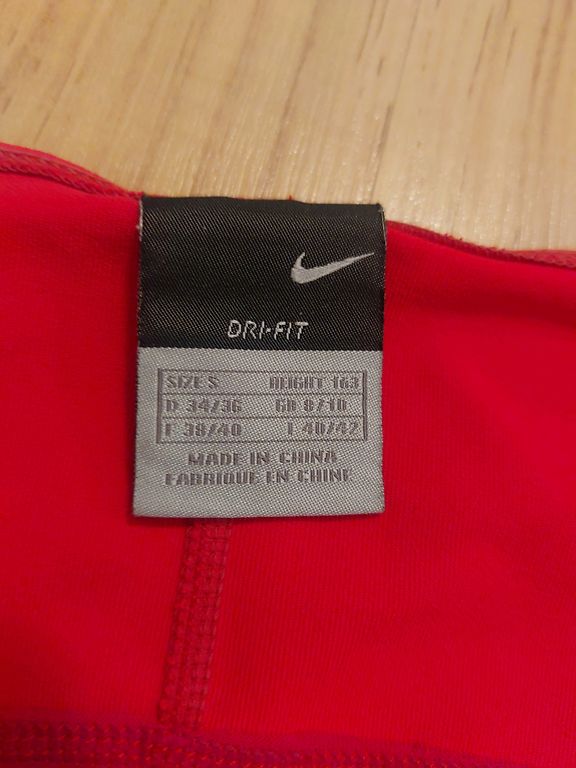 DRI-FIT
SIZE S HEIGHT 163
D 34/36 GB 8/10
F 38/40 I 40/42
MADE IN CHINA
FABRIQUE EN CHINE